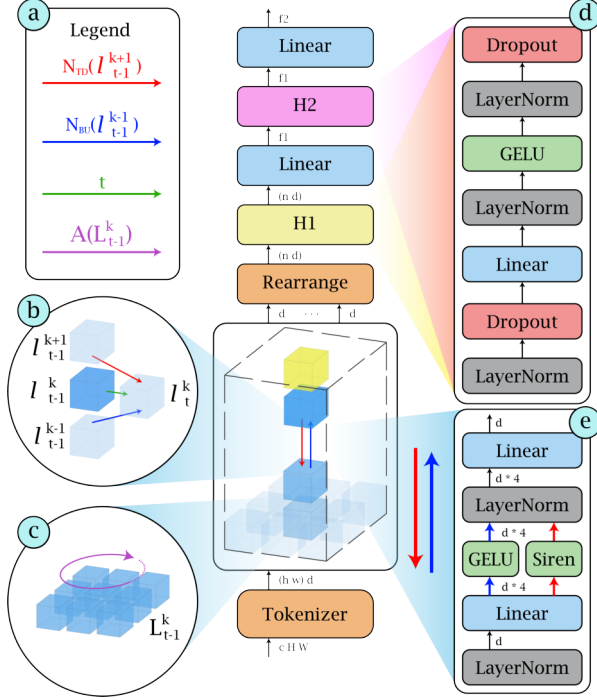 a
Legend
N_TD(l^{k+1}_{t-1})
N_BU(l^{k-1}_{t-1})
t
A(L^k_{t-1})
f2
Linear
f1
H2
f1
Linear
(n d)
H1
(n d)
Rearrange
d ... d
(h w) d
Tokenizer
c H W
b
l^{k+1}_{t-1}
l^k_{t-1}
l^k_t
l^{k-1}_{t-1}
c
L^k_{t-1}
d
Dropout
LayerNorm
GELU
LayerNorm
Linear
Dropout
LayerNorm
e
d
Linear
d * 4
LayerNorm
d * 4
GELU Siren
d * 4
Linear
d
LayerNorm